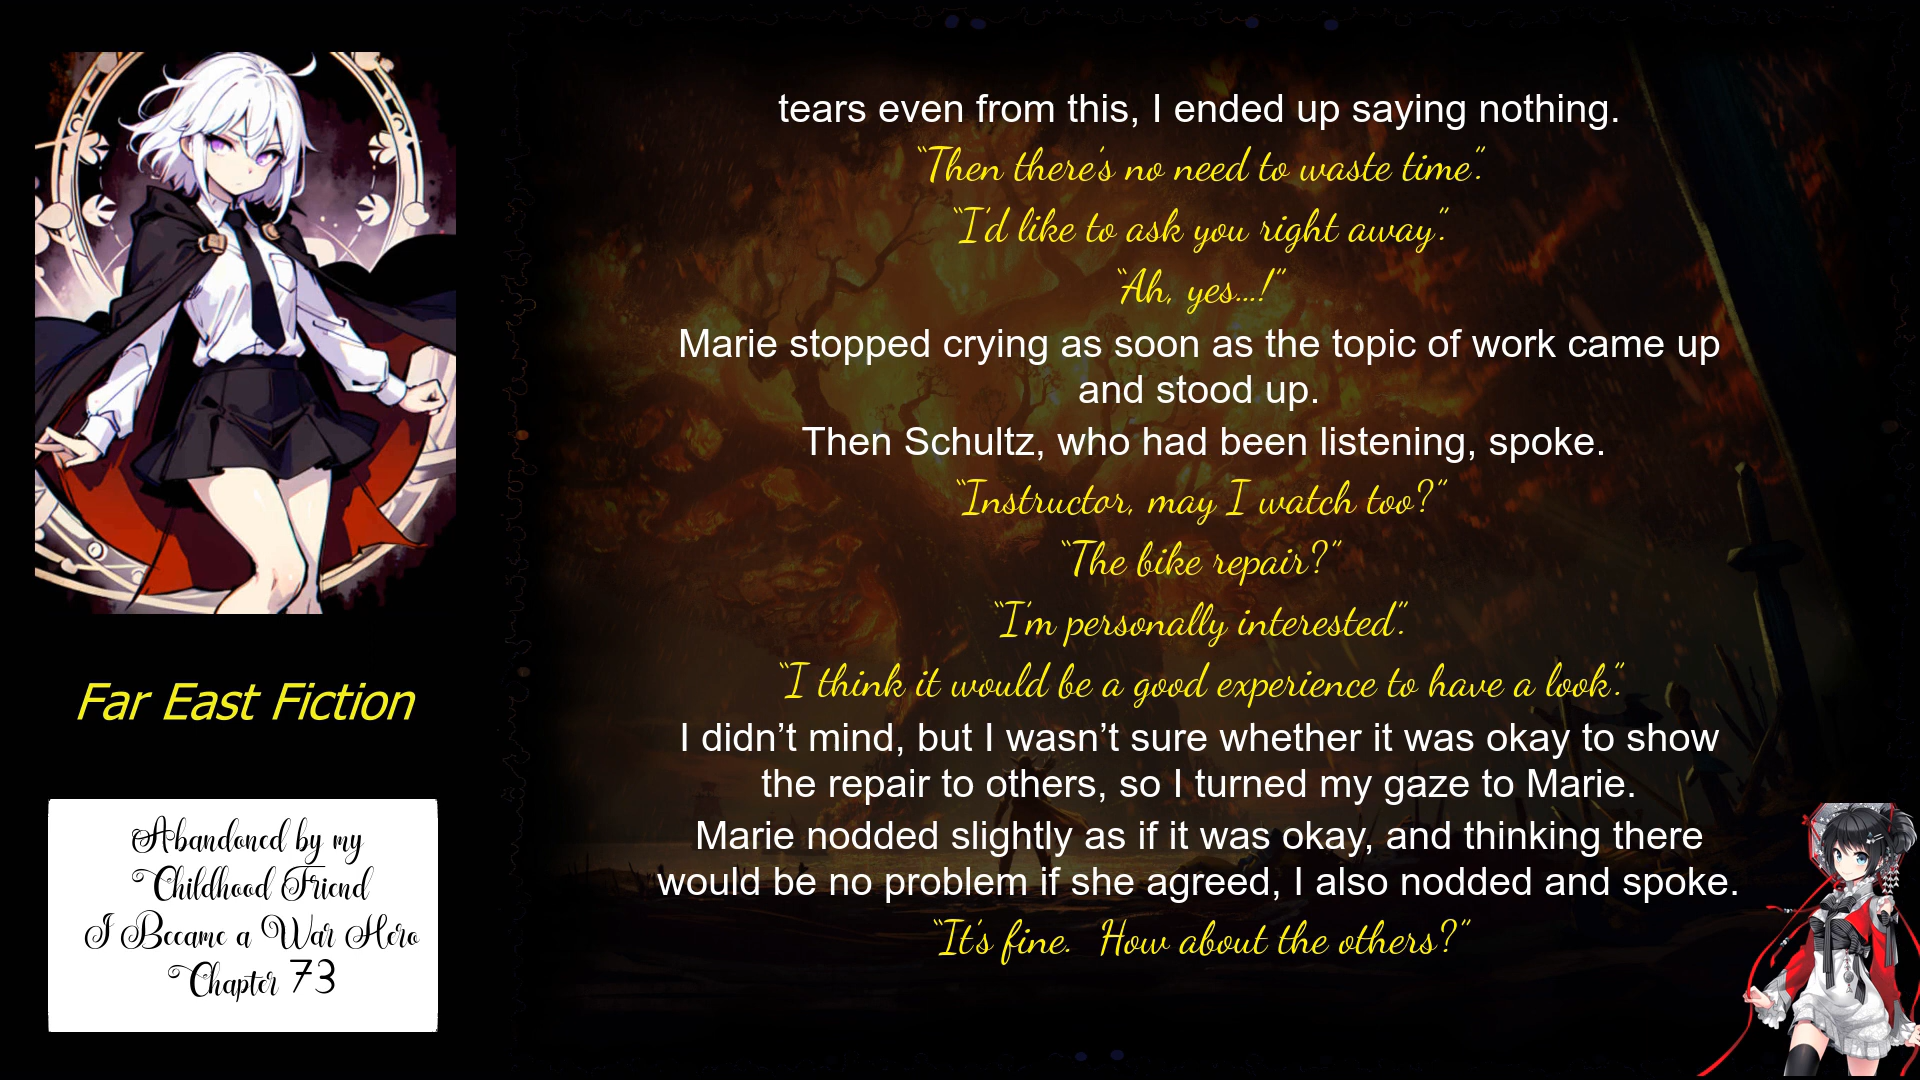 tears even from this, I ended up saying nothing.
“Then there’s no need to waste time”.
“I’d like to ask you right away”.
“Ah, yes…!”
Marie stopped crying as soon as the topic of work came up
and stood up.
Then Schultz, who had been listening, spoke.
“Instructor, may I watch too?”
“The bike repair?”
“I’m personally interested”.
“I think it would be a good experience to have a look”.
I didn’t mind, but I wasn’t sure whether it was okay to show
the repair to others, so I turned my gaze to Marie.
Marie nodded slightly as if it was okay, and thinking there
would be no problem if she agreed, I also nodded and spoke.
“It’s fine.  How about the others?”
Far East Fiction
Abandoned by my
Childhood Friend
I Became a War Hero
Chapter 73